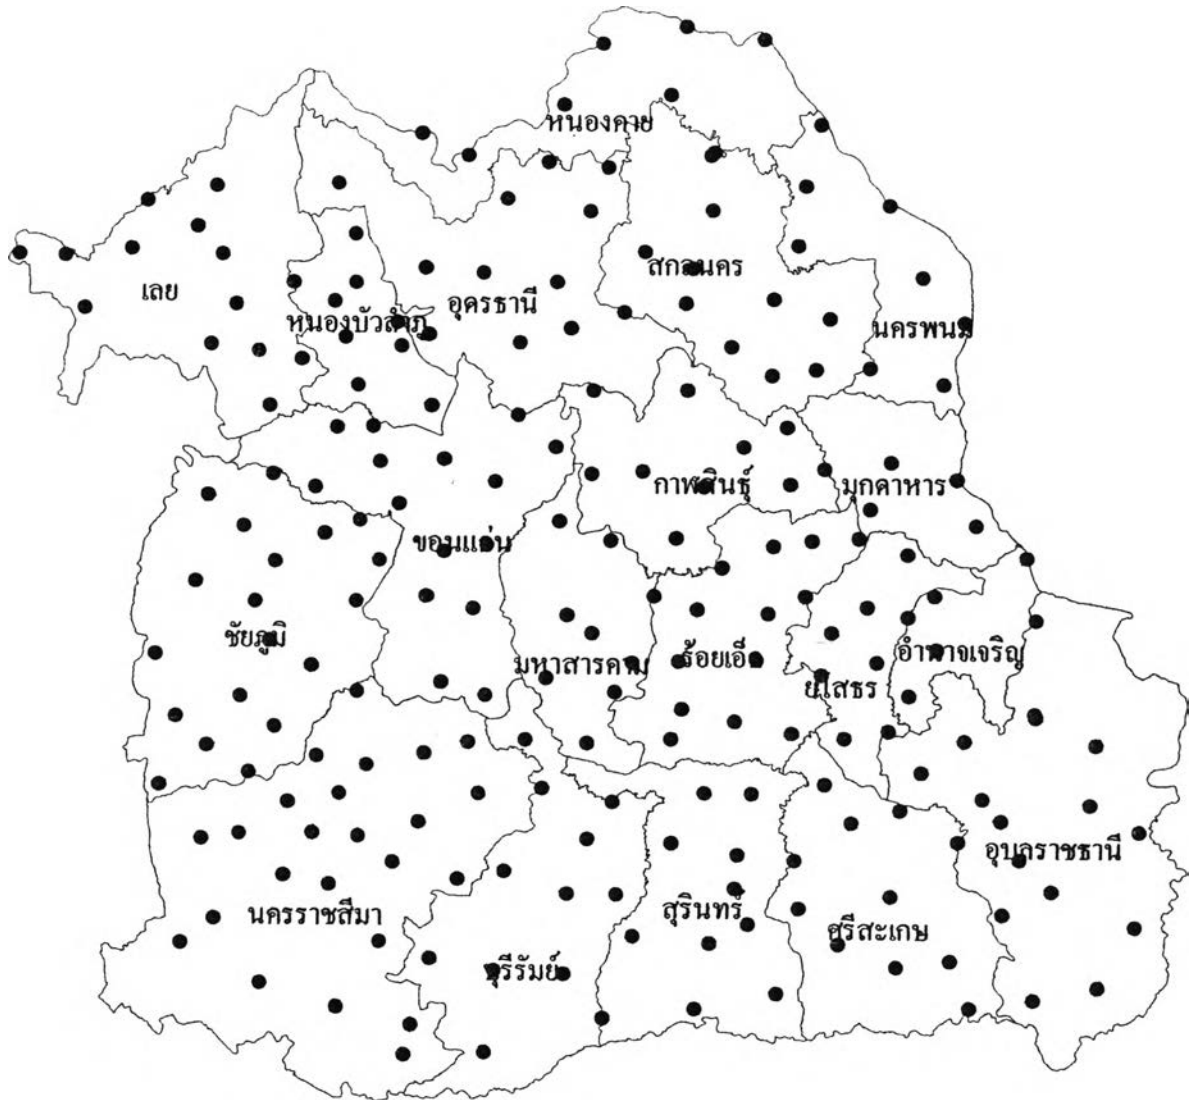 หนองคาย
สกลนคร
เลย
อุดรธานี
หนองบัวลำภู
นครพนม
กาฬสินธุ์
มุกดาหาร
ขอนแก่น
ชัยภูมิ
มหาสารคาม
ร้อยเอ็ด
อำนาจเจริญ
ยโสธร
อุบลราชธานี
นครราชสีมา
สุรินทร์
ศรีสะเกษ
บุรีรัมย์